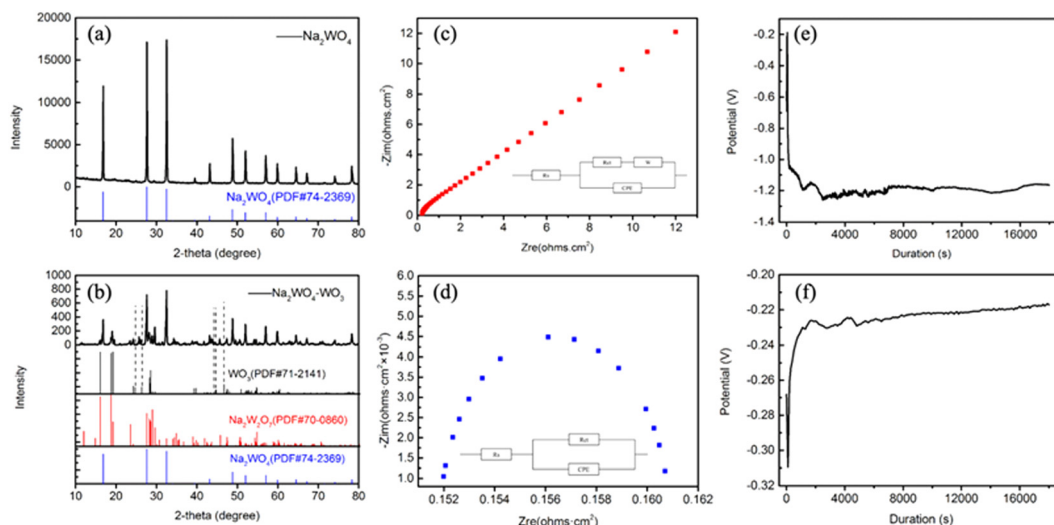 (a)
Na₂WO₄
20000
15000
10000
5000
0
Intensity
Na₂WO₄(PDF#74-2369)
10 20 30 40 50 60 70 80
2-theta (degree)
(c)
12
10
8
6
4
2
0
-Zim(ohms.cm²)
Rs
Rct
W
CPE
0 2 4 6 8 10 12
Zre(ohms.cm²)
(e)
-0.2
-0.4
-0.6
-0.8
-1.0
-1.2
-1.4
Potential (V)
0 4000 8000 12000 16000
Duration (s)
(b)
Na₂WO₄-WO₃
1000
800
600
400
200
0
Intensity
WO₃(PDF#71-2141)
Na₂W₂O₇(PDF#70-0860)
Na₂WO₄(PDF#74-2369)
10 20 30 40 50 60 70 80
2-theta (degree)
(d)
6.0
5.5
5.0
4.5
4.0
3.5
3.0
2.5
2.0
1.5
1.0
-Zim(ohms·cm²×10⁻³)
Rs
Rct
CPE
0.152 0.154 0.156 0.158 0.160 0.162
Zre(ohms·cm²)
(f)
-0.20
-0.22
-0.24
-0.26
-0.28
-0.30
-0.32
Potential (V)
0 4000 8000 12000 16000
Duration (s)